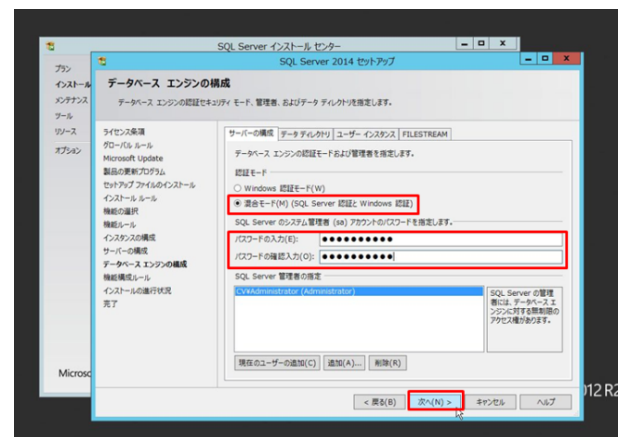 SQL Server インストール センター
SQL Server 2014 セットアップ
プラン
インストール
メンテナンス
ツール
リソース
オプション
データベース エンジンの構成
データベース エンジンの認証セキュリティ モード、管理者、およびデータ ディレクトリを指定します。
ライセンス条項
グローバル ルール
Microsoft Update
製品の更新プログラム
セットアップ ファイルのインストール
インストール ルール
機能の選択
機能ルール
インスタンスの構成
サーバーの構成
データベース エンジンの構成
機能構成ルール
インストールの進行状況
完了
サーバーの構成 データ ディレクトリ ユーザー インスタンス FILESTREAM
データベース エンジンの認証モードおよび管理者を指定します。
認証モード
Windows 認証モード(W)
混合モード(M) (SQL Server 認証と Windows 認証)
SQL Server のシステム管理者 (sa) アカウントのパスワードを指定します。
パスワードの入力(E): ●●●●●●●●●●
パスワードの確認入力(O): ●●●●●●●●●●
SQL Server 管理者の指定
CV¥Administrator (Administrator)
SQL Server の管理
者には、データベース エ
ンジンに対する無制限の
アクセス権があります。
現在のユーザーの追加(C) 追加(A)... 削除(R)
Microsc
< 戻る(B) 次へ(N) > キャンセル ヘルプ
012 R2